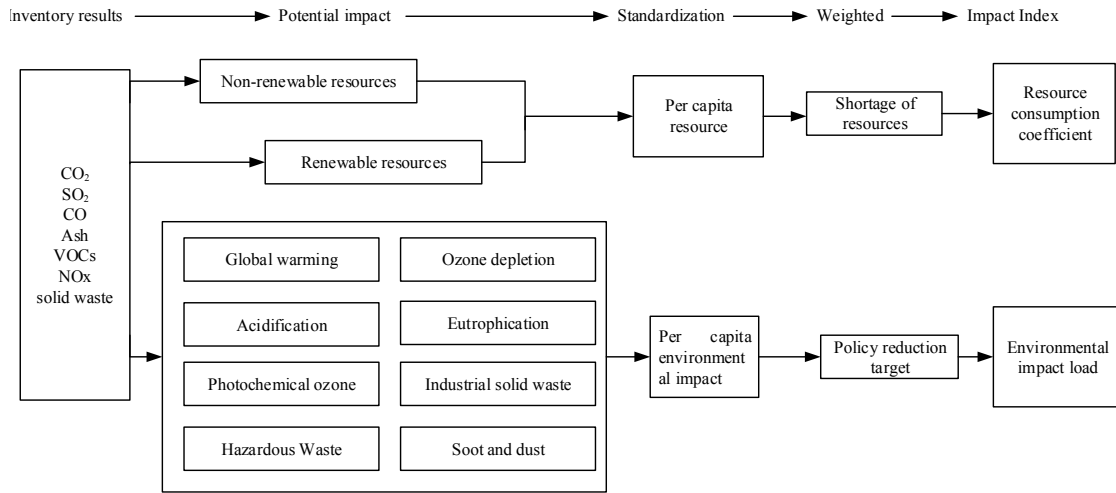 Inventory results
Potential impact
Standardization
Weighted
Impact Index
Non-renewable resources
Renewable resources
Per capita
resource
Shortage of
resources
Resource
consumption
coefficient
CO₂
SO₂
CO
Ash
VOCs
NOx
solid waste
Global warming
Ozone depletion
Acidification
Eutrophication
Photochemical ozone
Industrial solid waste
Hazardous Waste
Soot and dust
Per capita
environment
al impact
Policy reduction
target
Environmental
impact load